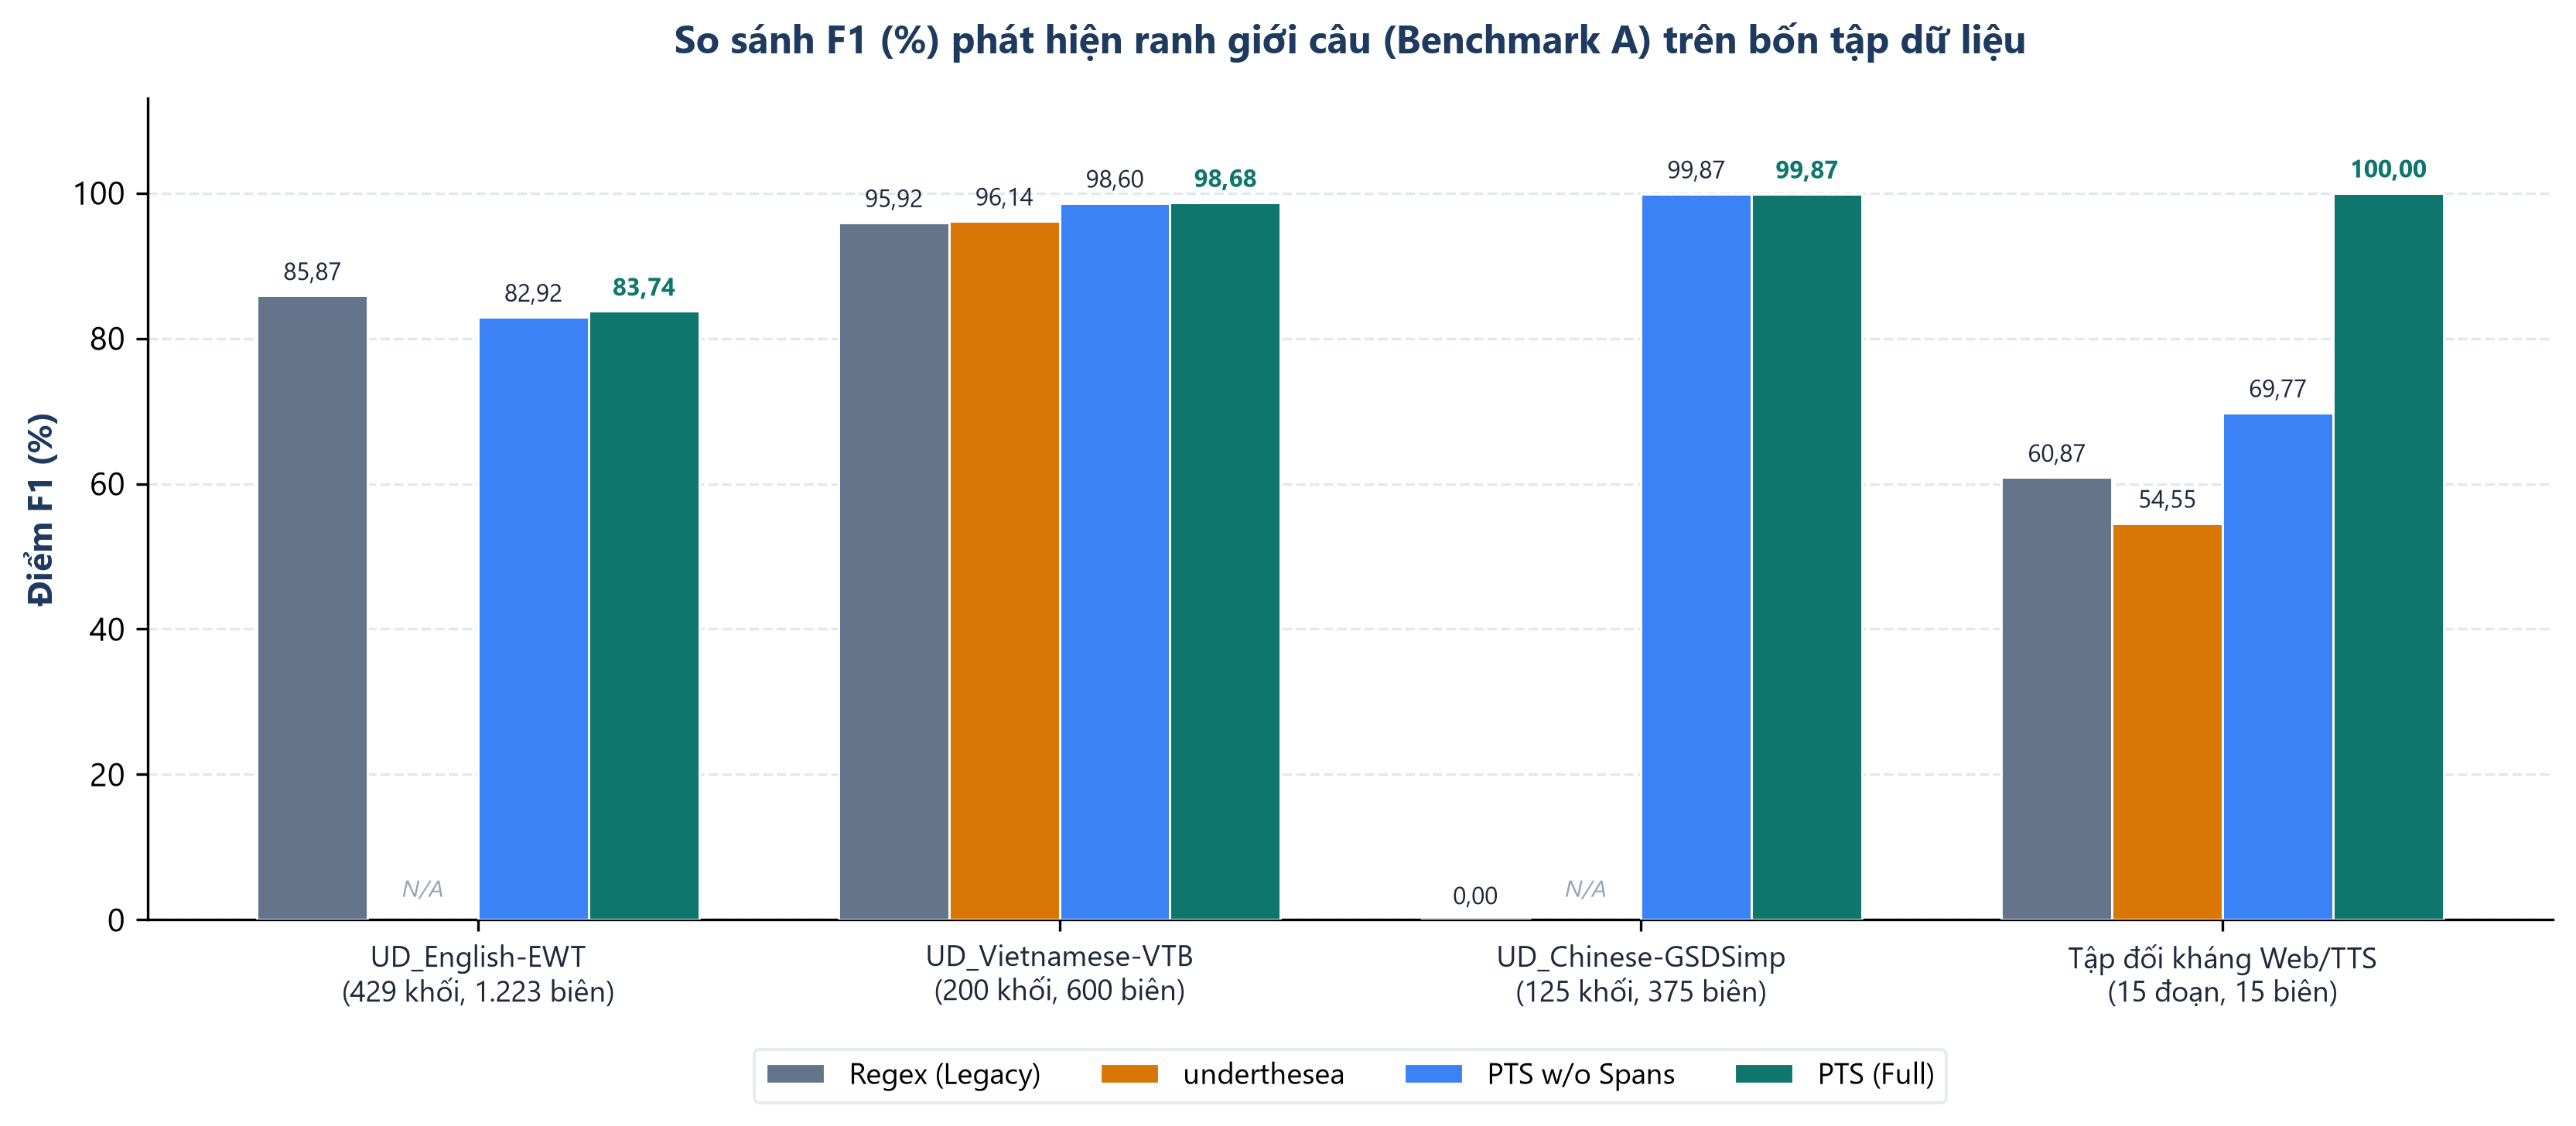 So sánh F1 (%) phát hiện ranh giới câu (Benchmark A) trên bốn tập dữ liệu
Điểm F1 (%)
100
80
60
40
20
0
85,87
N/A
82,92
83,74
95,92
96,14
98,60
98,68
0,00
N/A
99,87
99,87
60,87
54,55
69,77
100,00
UD_English-EWT
(429 khối, 1.223 biên)
UD_Vietnamese-VTB
(200 khối, 600 biên)
UD_Chinese-GSDSimp
(125 khối, 375 biên)
Tập đối kháng Web/TTS
(15 đoạn, 15 biên)
Regex (Legacy)
underthesea
PTS w/o Spans
PTS (Full)